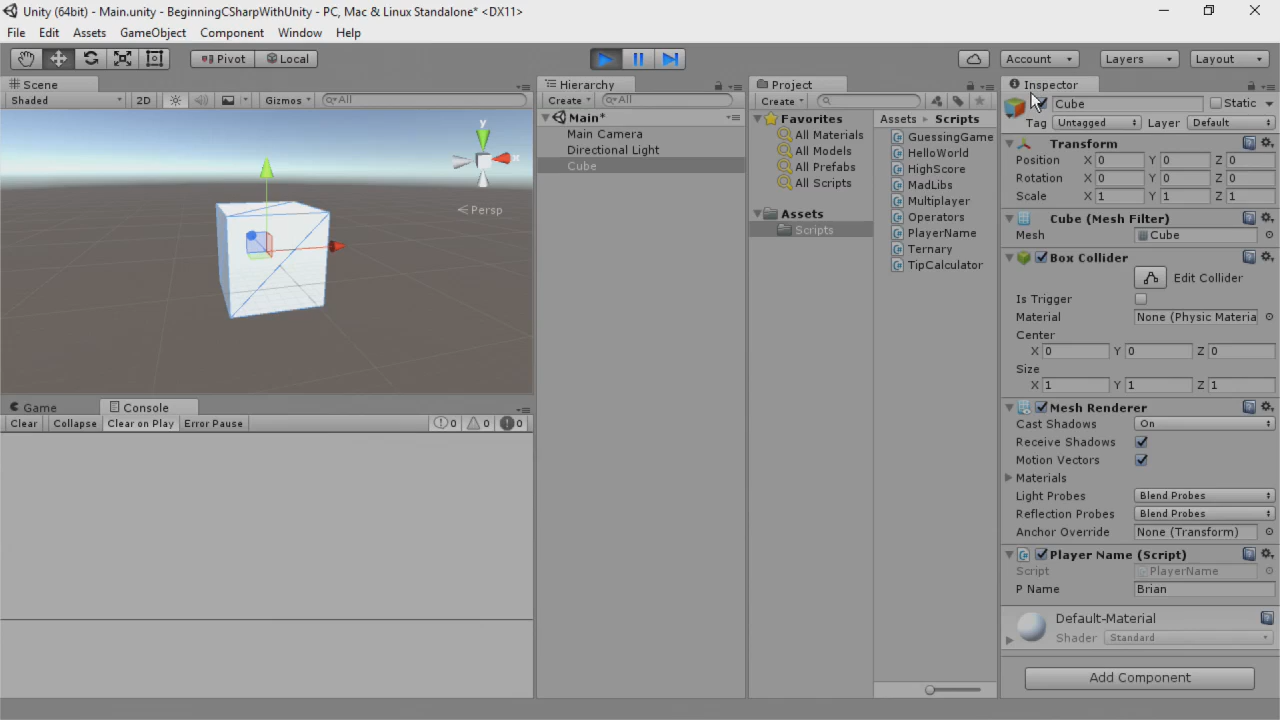 Unity (64bit) - Main.unity - BeginningCSharpWithUnity - PC, Mac & Linux Standalone* <DX11>
File Edit Assets GameObject Component Window Help
Pivot Local Account Layers Layout
Scene
Shaded 2D Gizmos All
y
x
Persp
Game Console
Clear Collapse Clear on Play Error Pause 0 0 0
Hierarchy
Create All
Main*
Main Camera
Directional Light
Cube
Project
Create
Favorites
All Materials
All Models
All Prefabs
All Scripts
Assets
Scripts
Assets Scripts
GuessingGame
HelloWorld
HighScore
MadLibs
Multiplayer
Operators
PlayerName
Ternary
TipCalculator
Inspector
Cube Static
Tag Untagged Layer Default
Transform
Position X 0 Y 0 Z 0
Rotation X 0 Y 0 Z 0
Scale X 1 Y 1 Z 1
Cube (Mesh Filter)
Mesh Cube
Box Collider
Edit Collider
Is Trigger
Material None (Physic Materia
Center
X 0 Y 0 Z 0
Size
X 1 Y 1 Z 1
Mesh Renderer
Cast Shadows On
Receive Shadows
Motion Vectors
Materials
Light Probes Blend Probes
Reflection Probes Blend Probes
Anchor Override None (Transform)
Player Name (Script)
Script PlayerName
P Name Brian
Default-Material
Shader Standard
Add Component